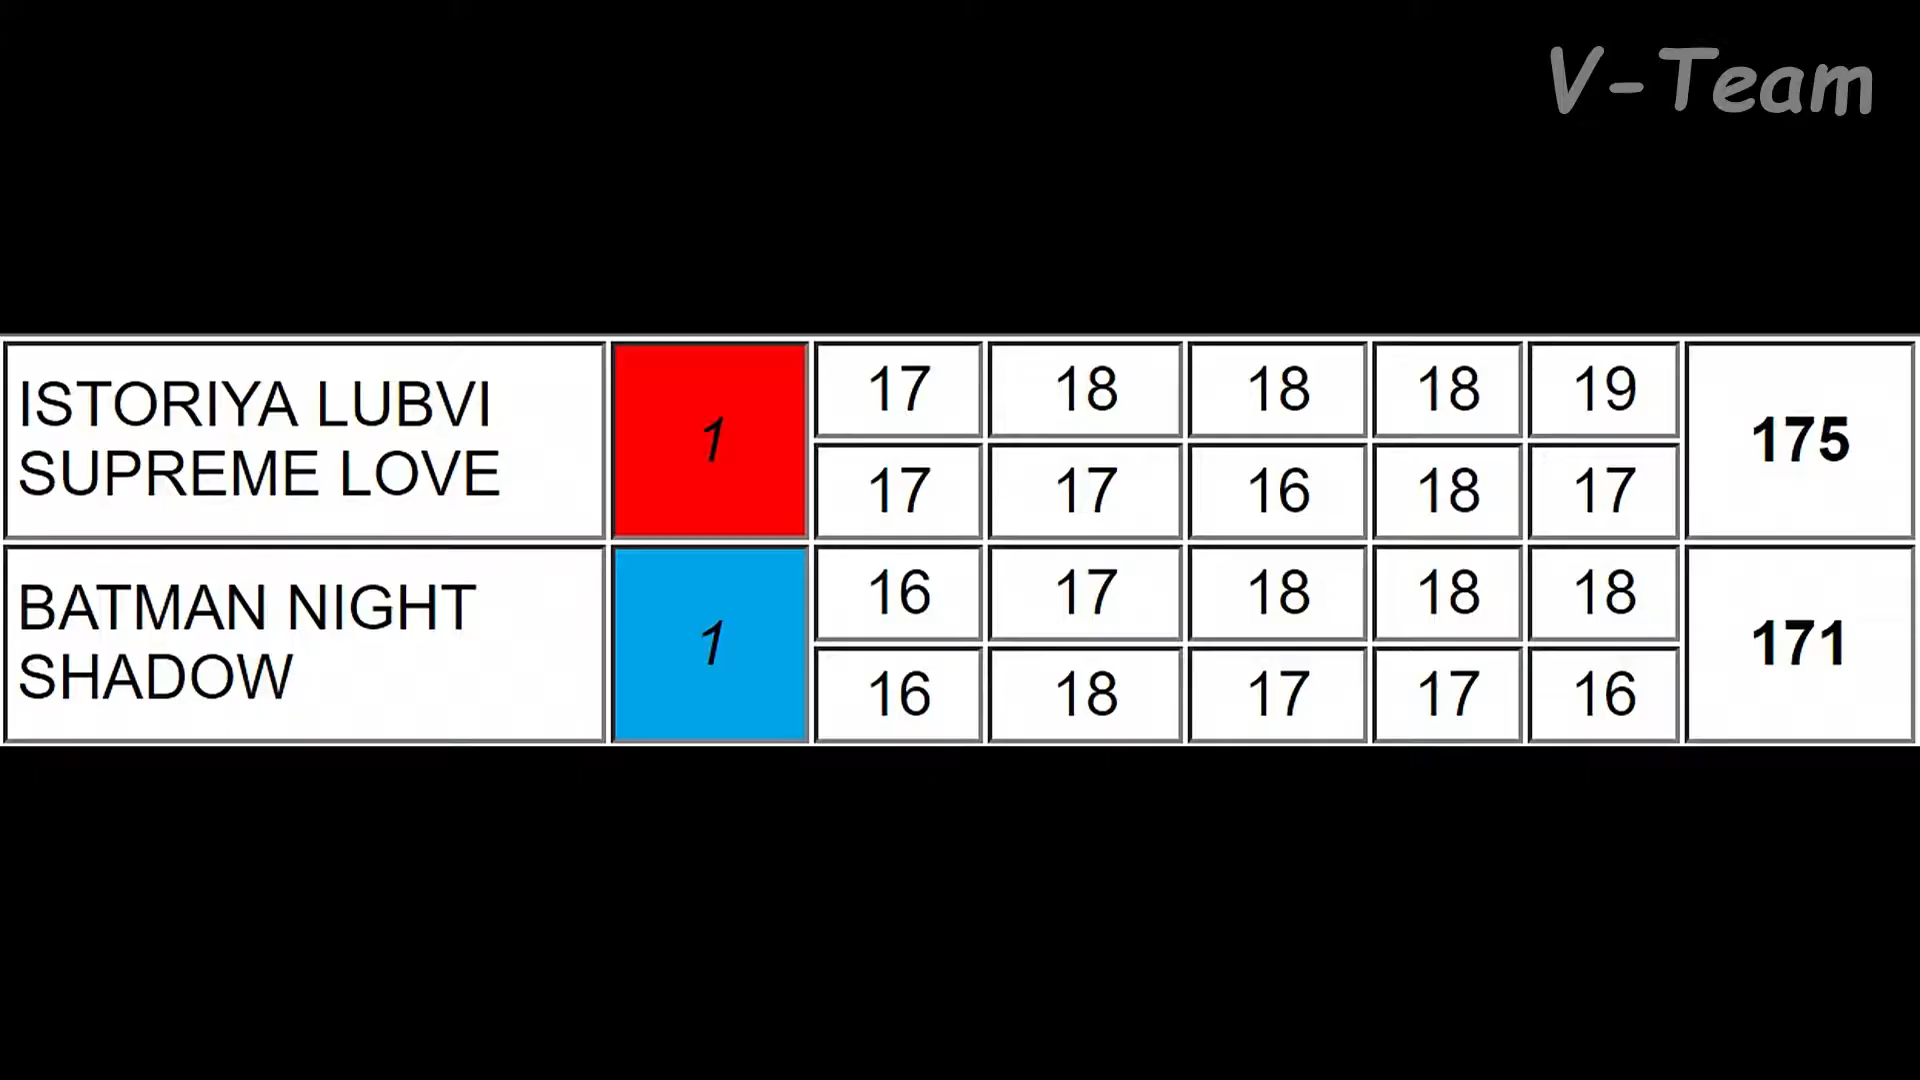 V-Team
ISTORIYA LUBVI
SUPREME LOVE
1
17 18 18 18 19
175
17 17 16 18 17
BATMAN NIGHT
SHADOW
1
16 17 18 18 18
171
16 18 17 17 16